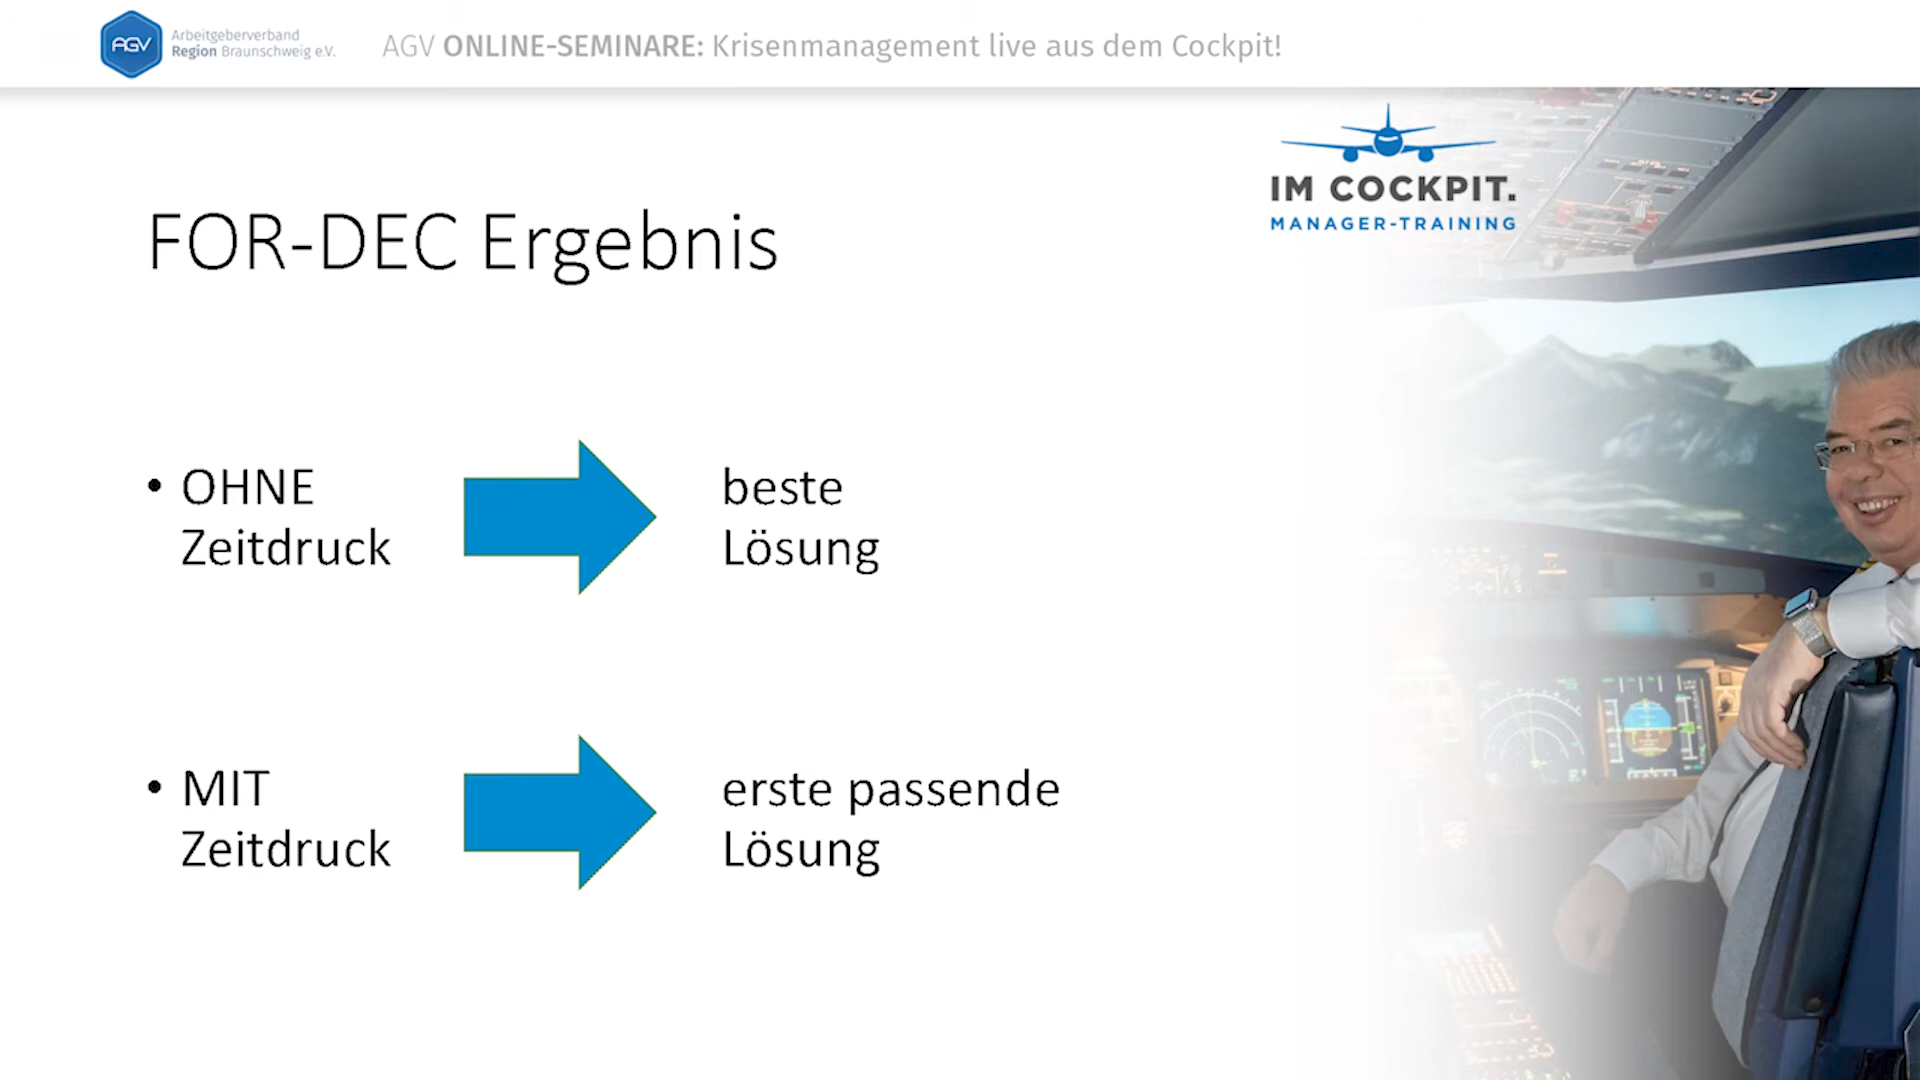 AGV
Arbeitgeberverband
Region Braunschweig e.V.
AGV ONLINE-SEMINARE: Krisenmanagement live aus dem Cockpit!
IM COCKPIT.
MANAGER-TRAINING
FOR-DEC Ergebnis
• OHNE
Zeitdruck
beste
Lösung
• MIT
Zeitdruck
erste passende
Lösung